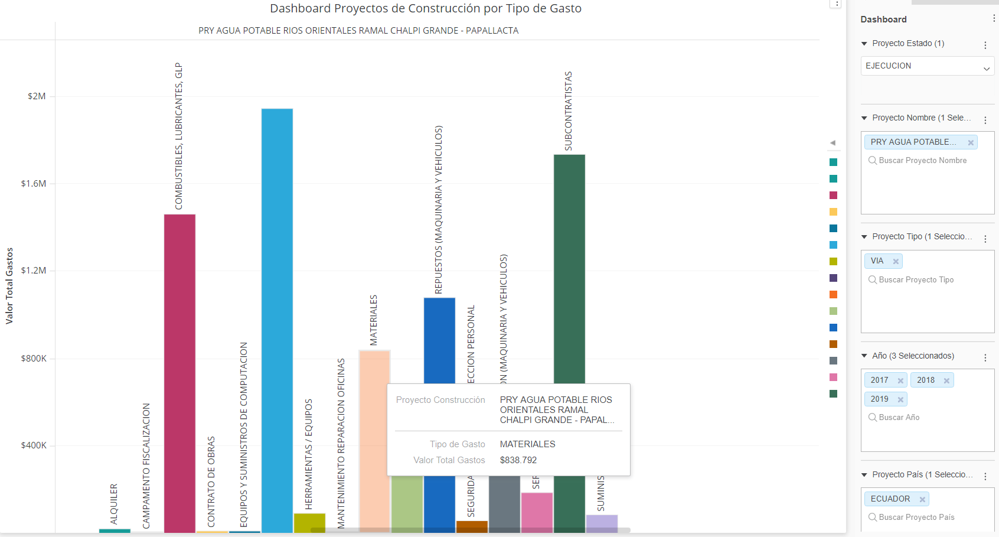 Dashboard Proyectos de Construcción por Tipo de Gasto
PRY AGUA POTABLE RIOS ORIENTALES RAMAL CHALPI GRANDE - PAPALLACTA
Valor Total Gastos
$2M
$1.6M
$1.2M
$800K
$400K
ALQUILER
CAMPAMENTO FISCALIZACION
COMBUSTIBLES, LUBRICANTES, GLP
CONTRATO DE OBRAS
EQUIPOS Y SUMINISTROS DE COMPUTACION
HERRAMIENTAS / EQUIPOS
MANTENIMIENTO REPARACION OFICINAS
MATERIALES
REPUESTOS (MAQUINARIA Y VEHICULOS)
SEGURIDA
ECCION PERSONAL
ON (MAQUINARIA Y VEHICULOS)
SER
SUBCONTRATISTAS
SUMINIS
Proyecto Construcción
PRY AGUA POTABLE RIOS
ORIENTALES RAMAL
CHALPI GRANDE - PAPAL...
Tipo de Gasto MATERIALES
Valor Total Gastos $838.792
Dashboard
Proyecto Estado (1)
EJECUCION
Proyecto Nombre (1 Sele...
PRY AGUA POTABLE...
Buscar Proyecto Nombre
Proyecto Tipo (1 Seleccio...
VIA
Buscar Proyecto Tipo
Año (3 Seleccionados)
2017 2018
2019
Buscar Año
Proyecto País (1 Seleccio...
ECUADOR
Buscar Proyecto País